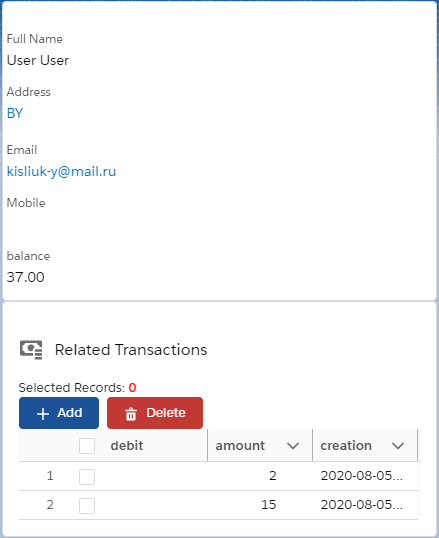 Full Name
User User
Address
BY
Email
kisliuk-y@mail.ru
Mobile
balance
37.00
Related Transactions
Selected Records: 0
Add Delete
debit amount creation
1 2 2020-08-05...
2 15 2020-08-05...